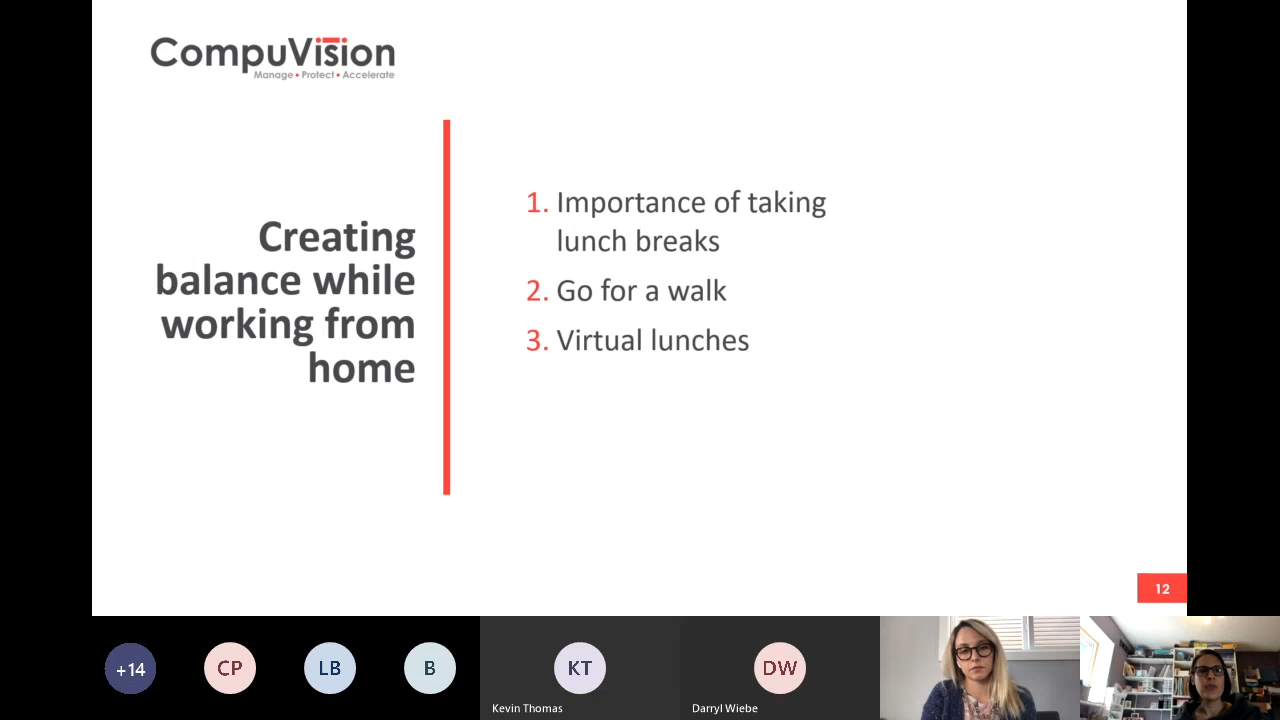 CompuVision
Manage • Protect • Accelerate
Creating
balance while
working from
home
1. Importance of taking
lunch breaks
2. Go for a walk
3. Virtual lunches
12
+14
CP
LB
B
KT
DW
Kevin Thomas
Darryl Wiebe